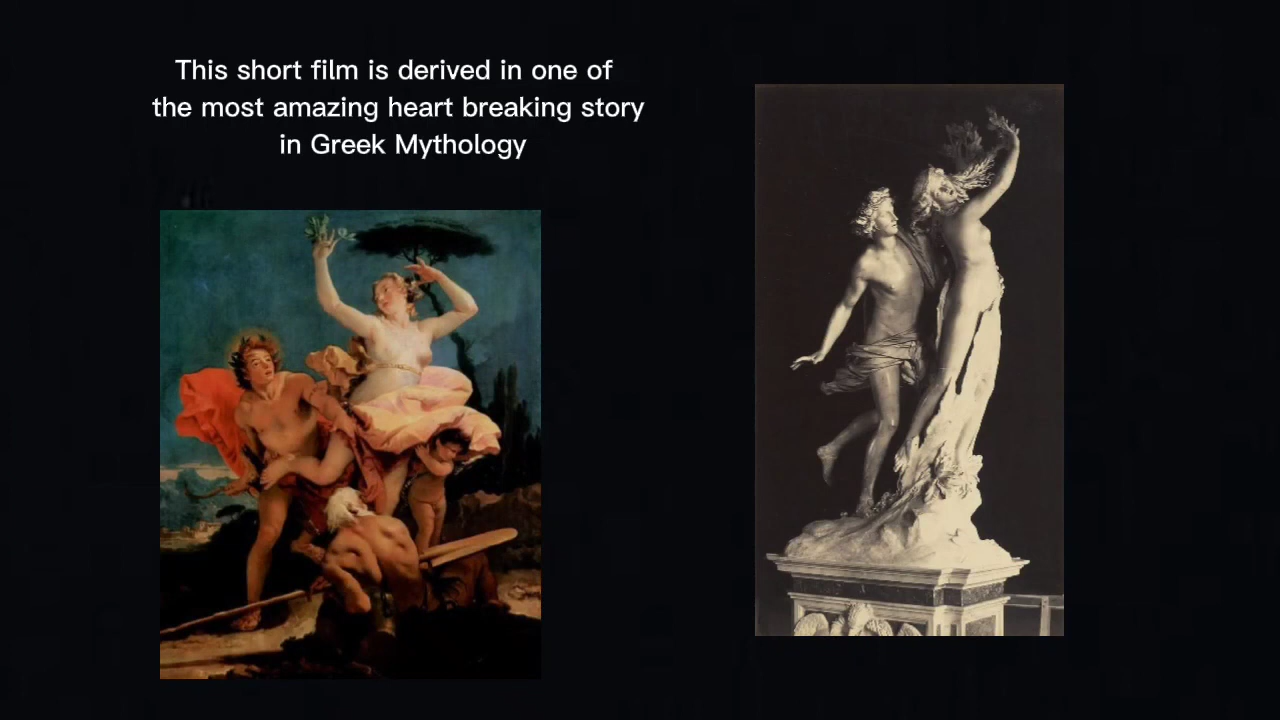 This short film is derived in one of
the most amazing heart breaking story
in Greek Mythology